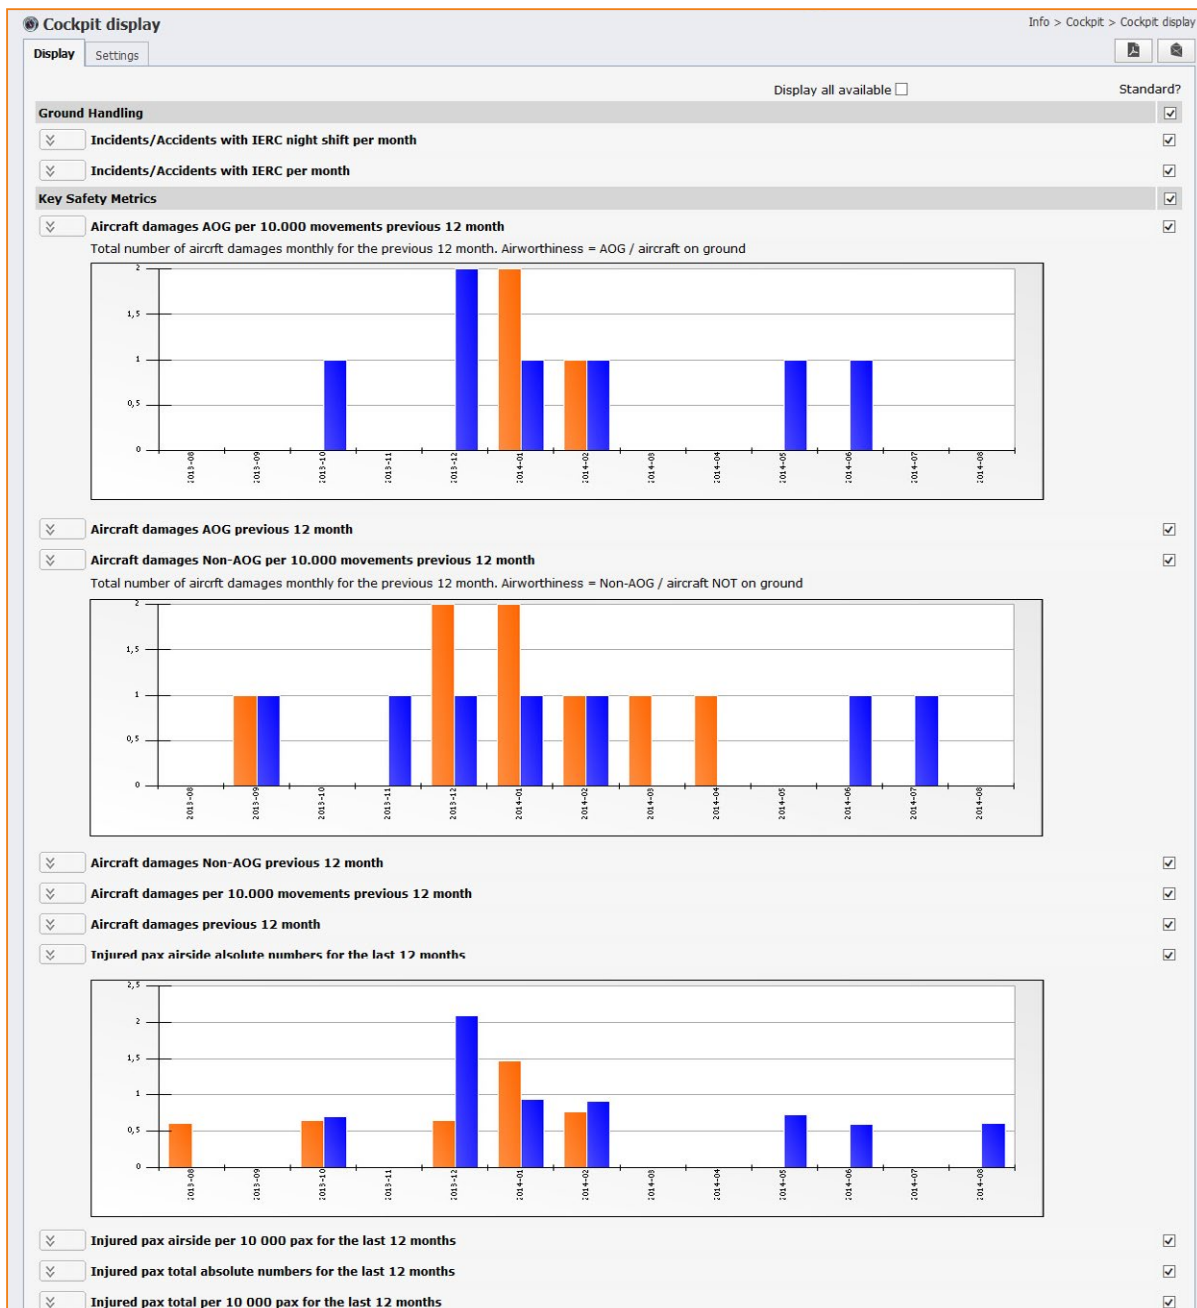 Cockpit display
Info > Cockpit > Cockpit display
Display
Settings
Display all available
Standard?
Ground Handling
Incidents/Accidents with IERC night shift per month
Incidents/Accidents with IERC per month
Key Safety Metrics
Aircraft damages AOG per 10.000 movements previous 12 month
Total number of aircrft damages monthly for the previous 12 month. Airworthiness = AOG / aircraft on ground
2
1,5
1
0,5
0
2013-08
2013-09
2013-10
2013-11
2013-12
2014-01
2014-02
2014-03
2014-04
2014-05
2014-06
2014-07
2014-08
Aircraft damages AOG previous 12 month
Aircraft damages Non-AOG per 10.000 movements previous 12 month
Total number of aircrft damages monthly for the previous 12 month. Airworthiness = Non-AOG / aircraft NOT on ground
2
1,5
1
0,5
0
2013-08
2013-09
2013-10
2013-11
2013-12
2014-01
2014-02
2014-03
2014-04
2014-05
2014-06
2014-07
2014-08
Aircraft damages Non-AOG previous 12 month
Aircraft damages per 10.000 movements previous 12 month
Aircraft damages previous 12 month
Injured pax airside alsolute numbers for the last 12 months
2,5
2
1,5
1
0,5
0
2013-08
2013-09
2013-10
2013-11
2013-12
2014-01
2014-02
2014-03
2014-04
2014-05
2014-06
2014-07
2014-08
Injured pax airside per 10 000 pax for the last 12 months
Injured pax total absolute numbers for the last 12 months
Injured pax total per 10 000 pax for the last 12 months